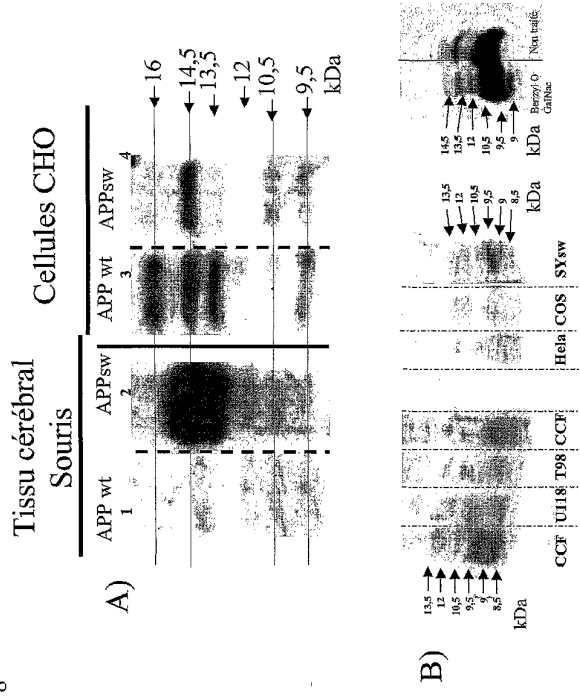 Tissu cérébral
Souris
Cellules CHO
A)
APP wt
APPsw
APP wt
APPsw
1
2
3
4
16
14,5
13,5
12
10,5
9,5
kDa
B)
13,5
12
10,5
9,5
9
8,5
kDa
CCF
U118
T98
CCF
Hela
COS
SYsw
13,5
12
10,5
9,5
9
8,5
kDa
14,5
13,5
12
10,5
9,5
9
kDa
Benzyl O-
GalNac
Non traité